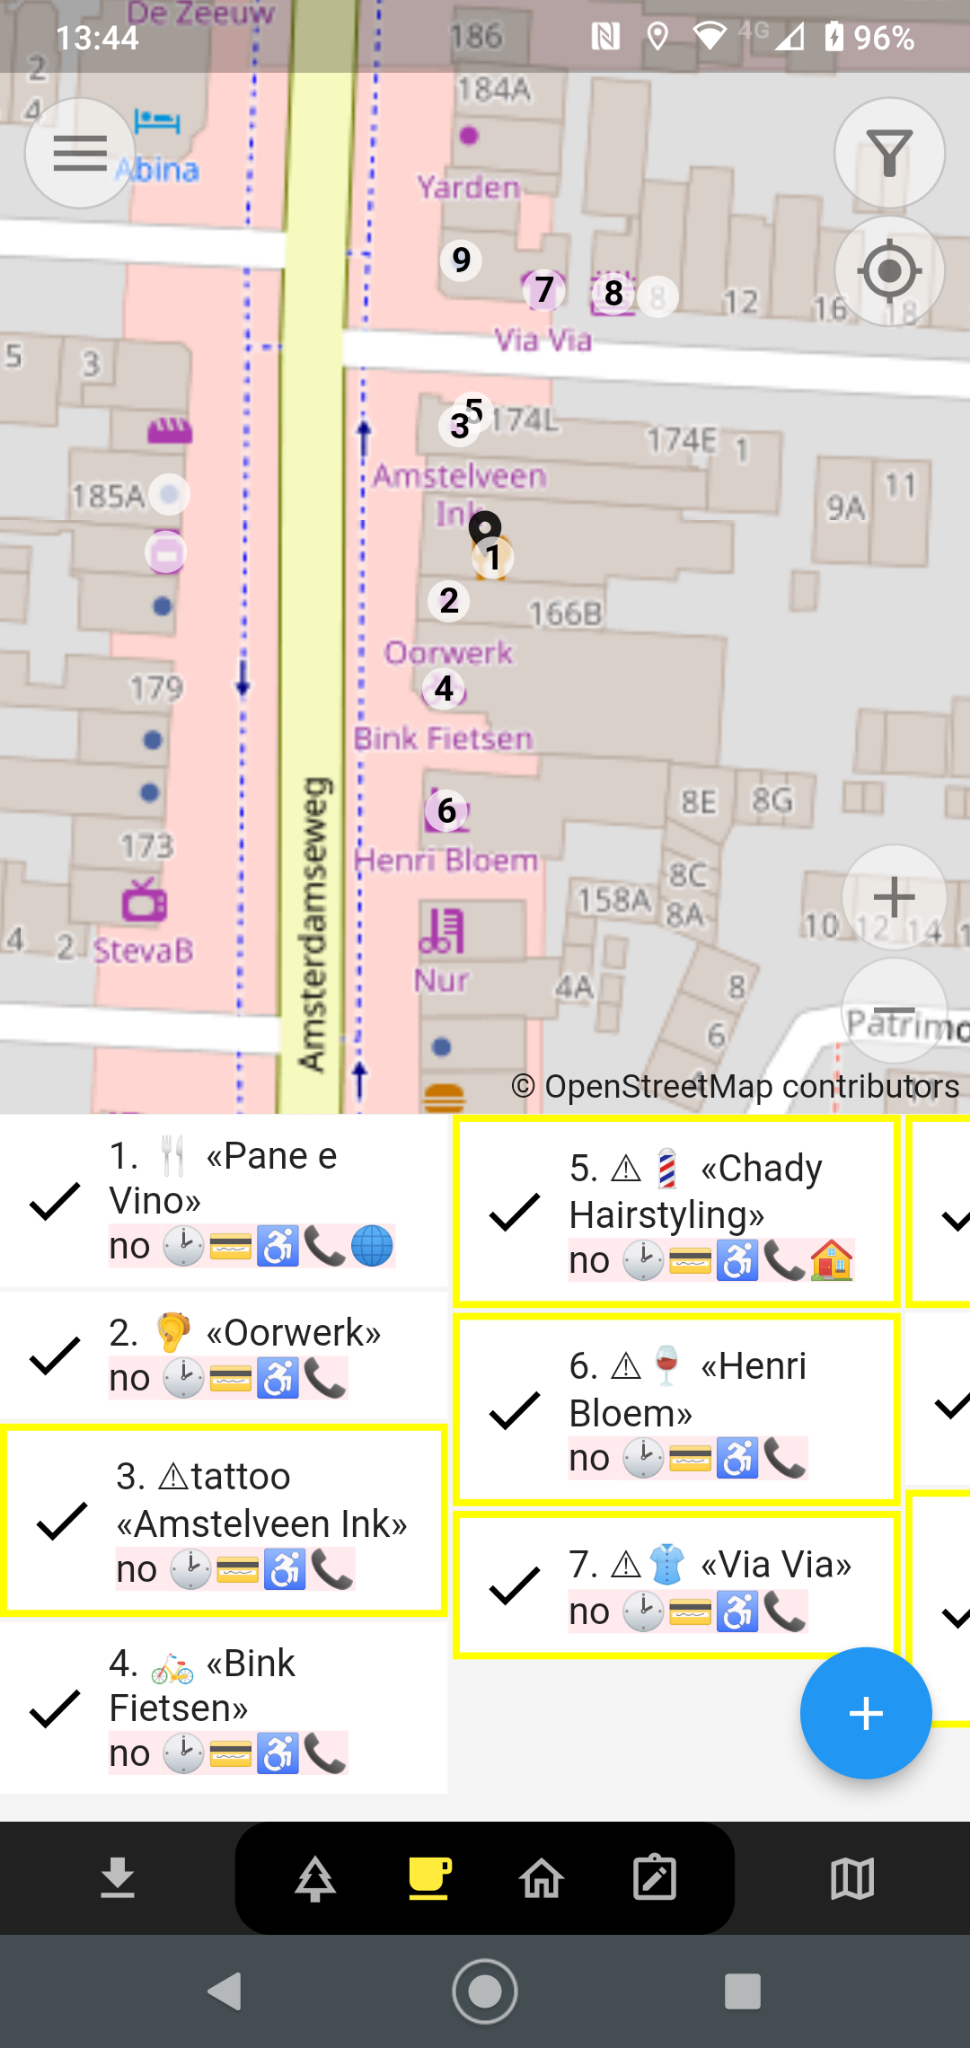 De Zeeuw
13:44
4G
96%
186
2
184A
4
Abina
Yarden
9
7
8
8
12
16
18
Via Via
5
3
5
3
174L
174E
1
Amstelveen
Ink
185A
9A
11
1
2
166B
Oorwerk
179
4
Bink Fietsen
8E
8G
6
173
Henri Bloem
8C
158A
8A
10
12
14
1
4
2
StevaB
Nur
4A
8
6
Amsterdamseweg
Patrimo
© OpenStreetMap contributors
1. «Pane e
Vino»
no
2. «Oorwerk»
no
3. ⚠tattoo
«Amstelveen Ink»
no
4. «Bink
Fietsen»
no
5. ⚠ «Chady
Hairstyling»
no
6. ⚠ «Henri
Bloem»
no
7. ⚠ «Via Via»
no